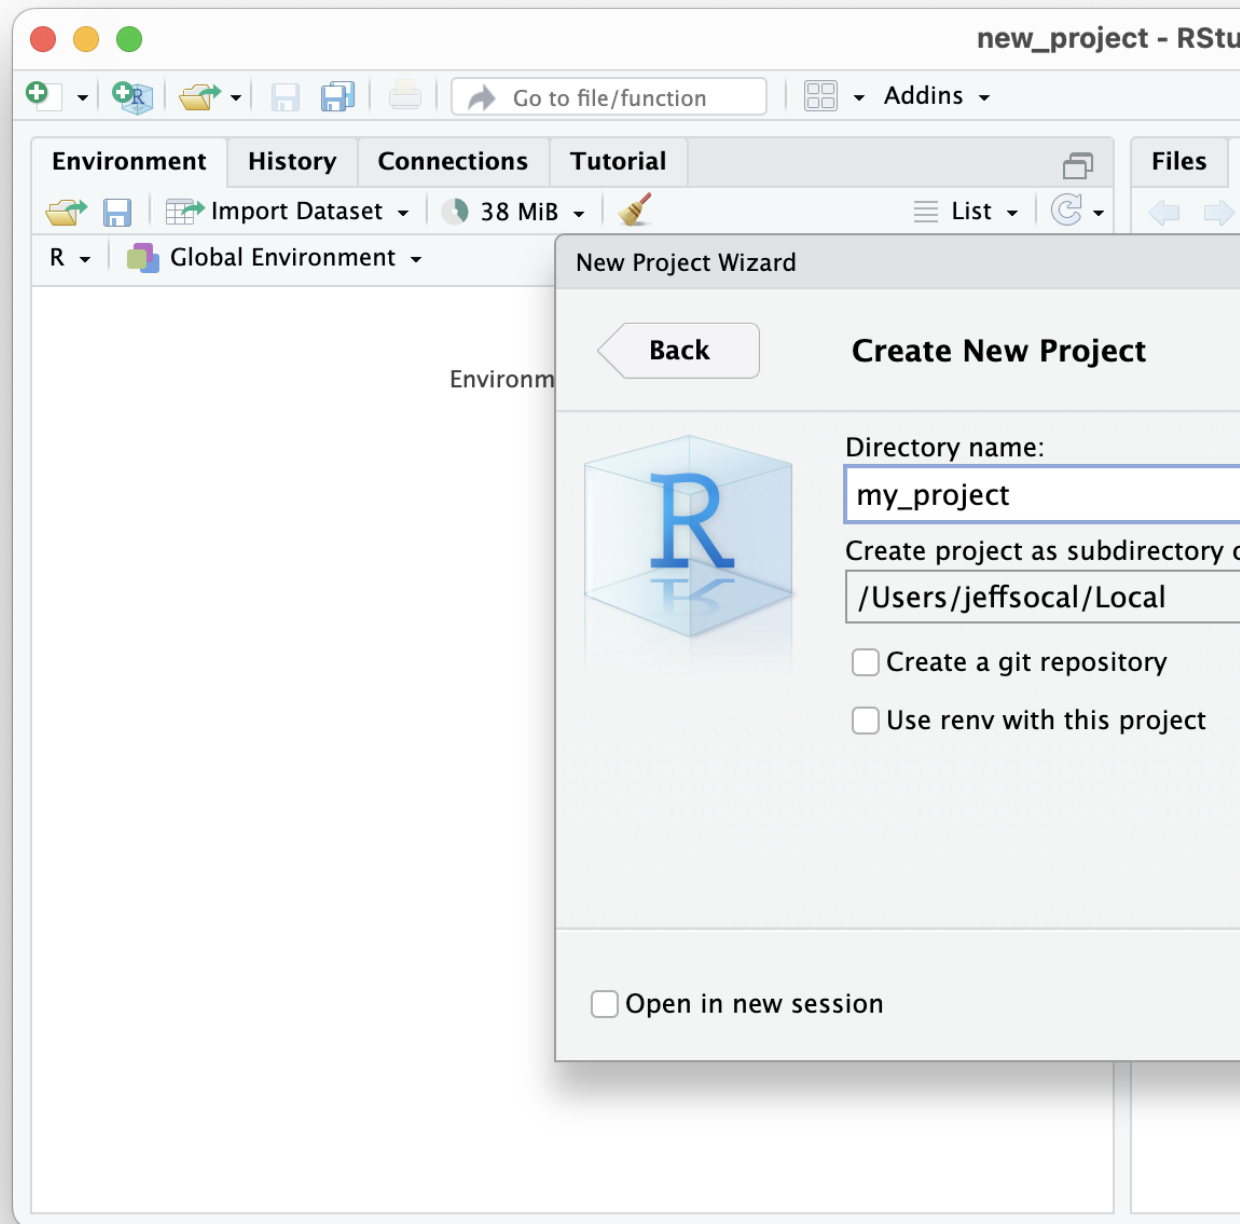 new_project - RStu
R
Go to file/function
Addins
Environment History Connections Tutorial
Files
Import Dataset
38 MiB
List
R
Global Environment
New Project Wizard
Back
Create New Project
Environm
R
Directory name:
my_project
Create project as subdirectory
/Users/jeffsocal/Local
Create a git repository
Use renv with this project
Open in new session